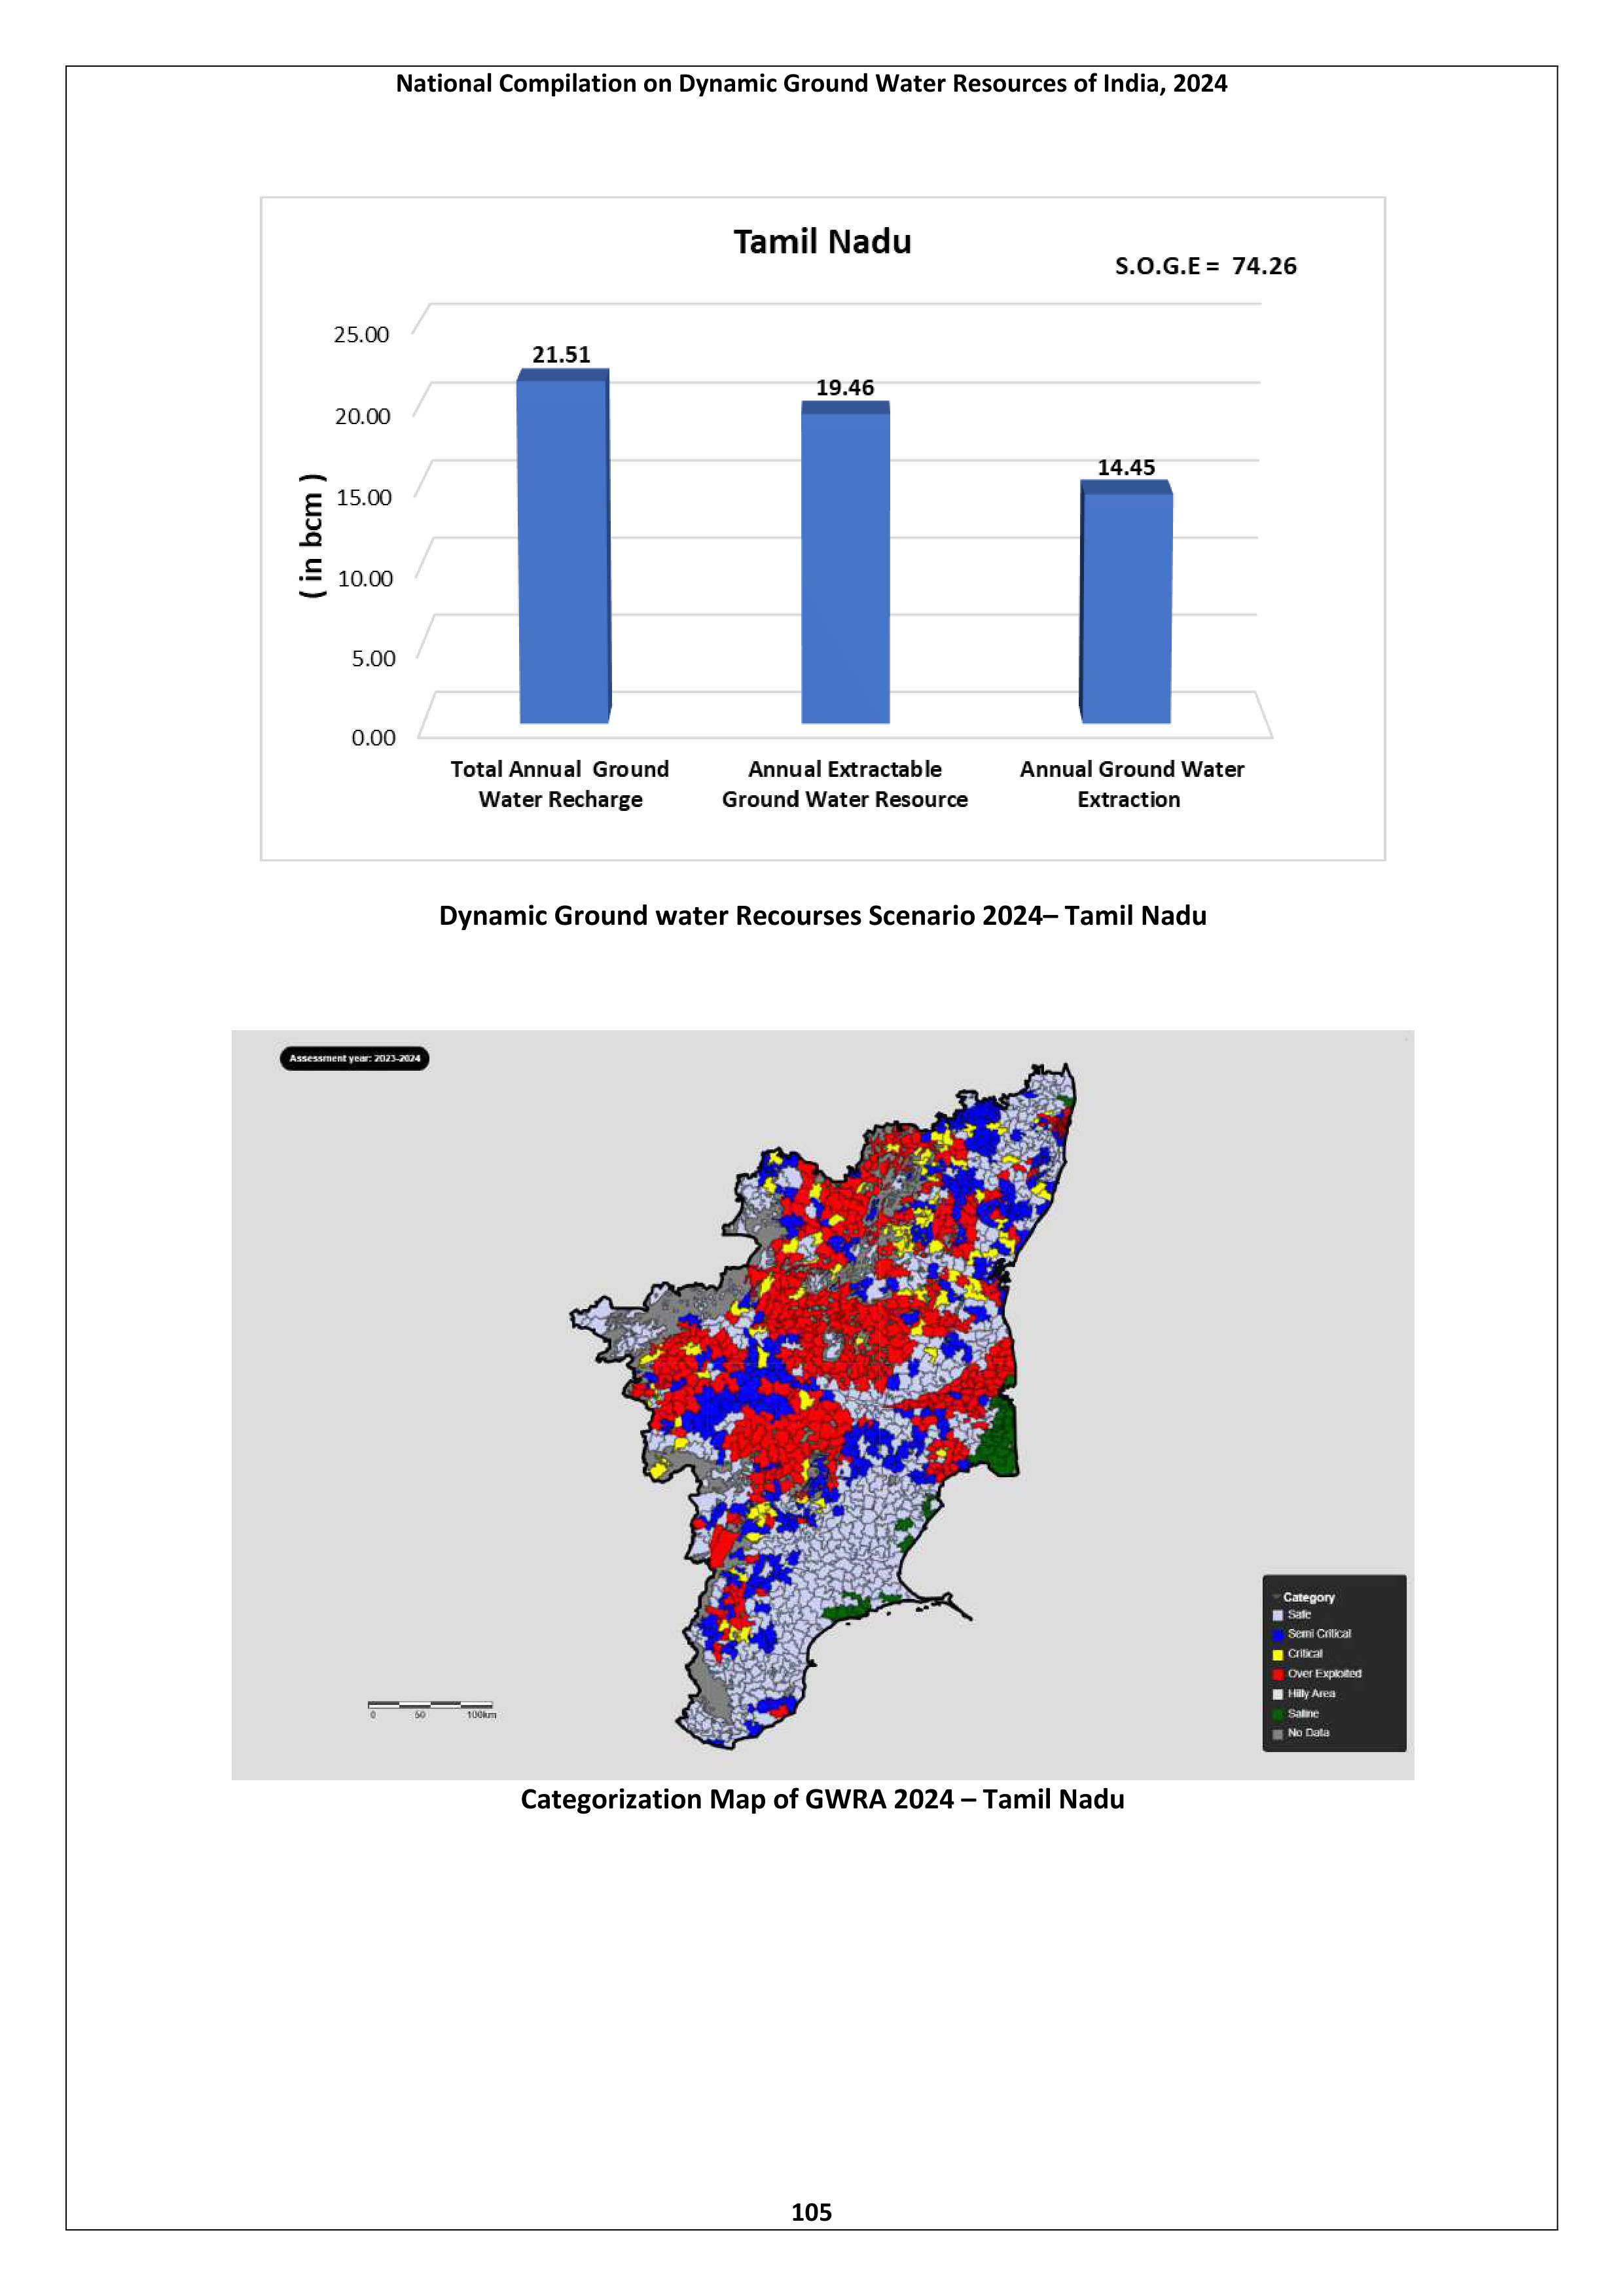 National Compilation on Dynamic Ground Water Resources of India, 2024
Tamil Nadu
S.O.G.E = 74.26
( in bcm )
25.00
20.00
15.00
10.00
5.00
0.00
21.51
19.46
14.45
Total Annual Ground
Water Recharge
Annual Extractable
Ground Water Resource
Annual Ground Water
Extraction
Dynamic Ground water Recourses Scenario 2024– Tamil Nadu
Assessment year: 2023-2024
Category
Safe
Semi Critical
Critical
Over Exploited
Hilly Area
Saline
No Data
0 50 100km
Categorization Map of GWRA 2024 – Tamil Nadu
105